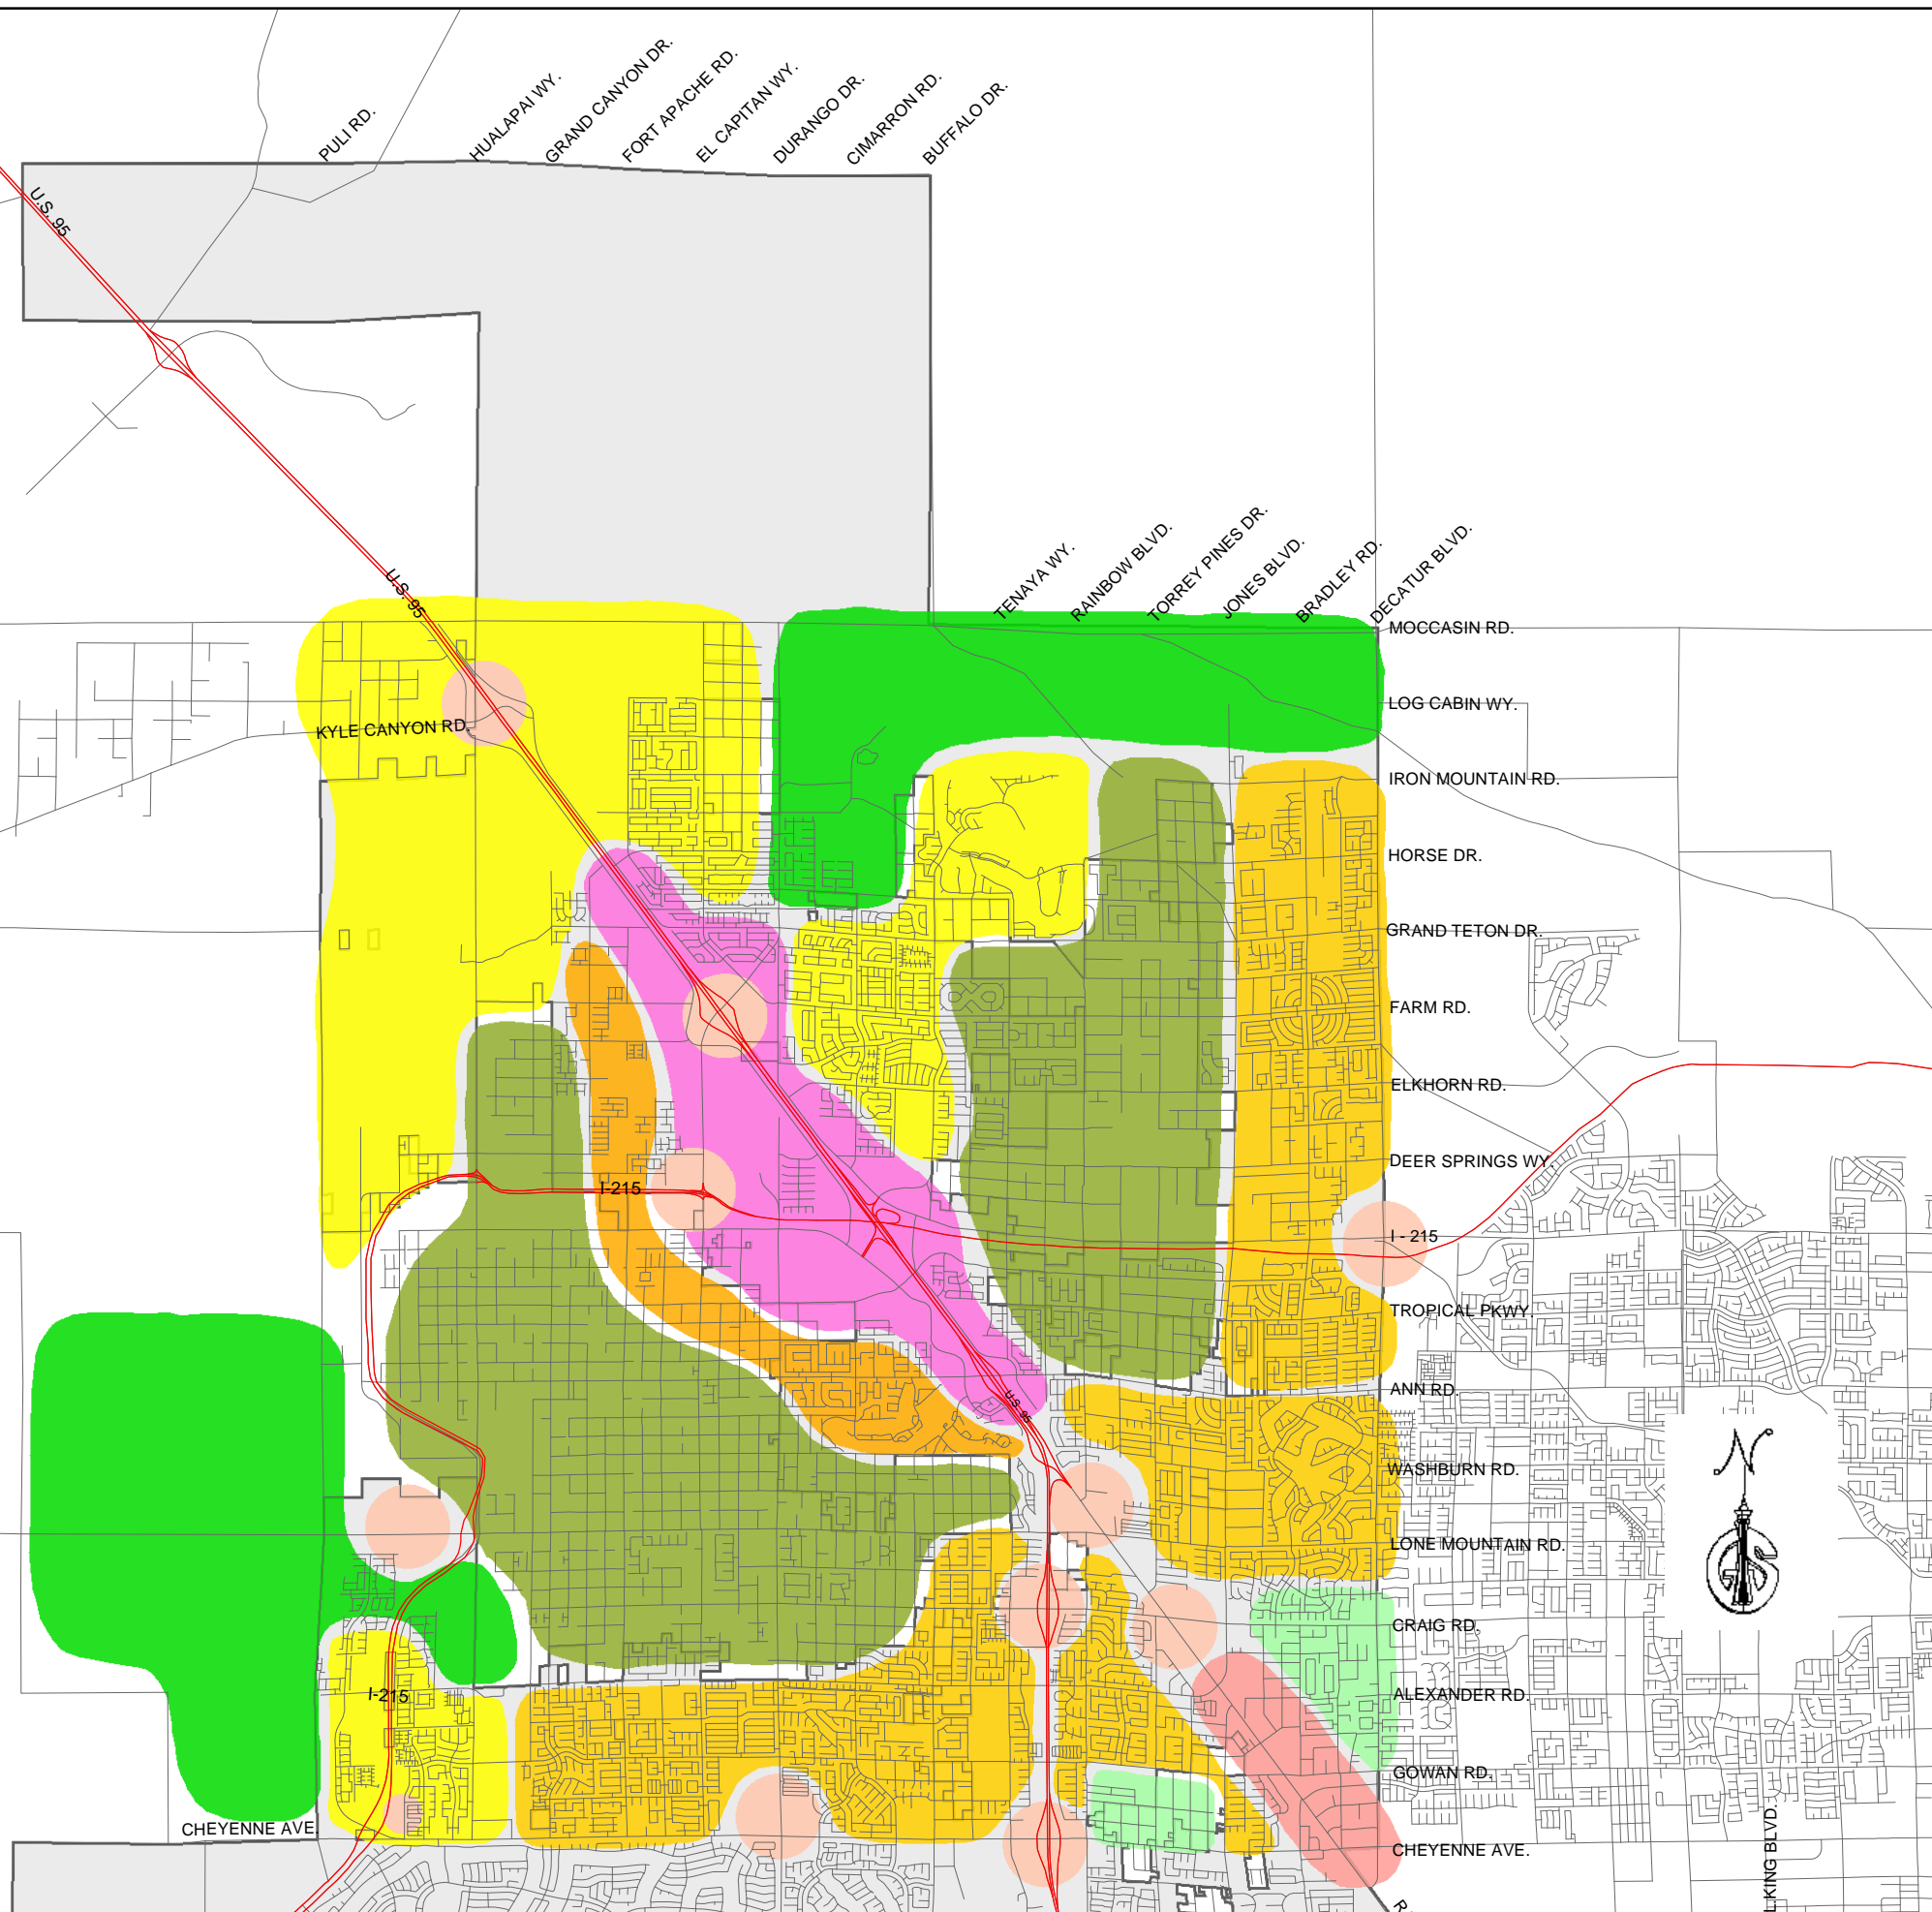 PULI RD.
HUALAPAI WY.
GRAND CANYON DR.
FORT APACHE RD.
EL CAPITAN WY.
DURANGO DR.
CIMARRON RD.
BUFFALO DR.
U.S. 95
U.S. 95
TENAYA WY.
RAINBOW BLVD.
TORREY PINES DR.
JONES BLVD.
BRADLEY RD.
DECATUR BLVD.
MOCCASIN RD.
LOG CABIN WY.
KYLE CANYON RD.
IRON MOUNTAIN RD.
HORSE DR.
GRAND TETON DR.
FARM RD.
ELKHORN RD.
DEER SPRINGS WY.
I-215
I - 215
TROPICAL PKWY.
ANN RD.
U.S. 95
N
WASHBURN RD.
LONE MOUNTAIN RD.
GIS
CRAIG RD.
I-215
ALEXANDER RD.
GOWAN RD.
CHEYENNE AVE.
CHEYENNE AVE.
L.KING BLVD.
R.